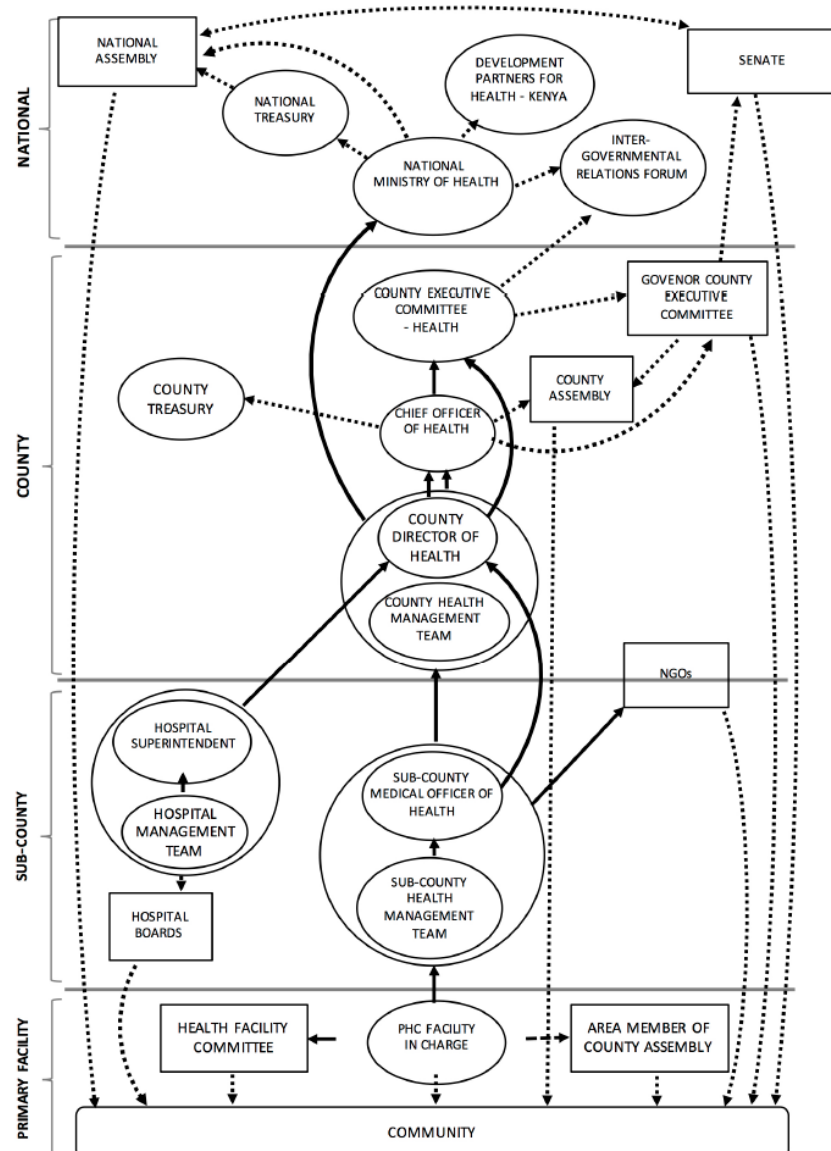 NATIONAL
NATIONAL
ASSEMBLY
SENATE
DEVELOPMENT
PARTNERS FOR
HEALTH - KENYA
NATIONAL
TREASURY
INTER-
GOVERNMENTAL
RELATIONS FORUM
NATIONAL
MINISTRY OF HEALTH
COUNTY
COUNTY EXECUTIVE
COMMITTEE
- HEALTH
GOVENOR COUNTY
EXECUTIVE
COMMITTEE
COUNTY
TREASURY
COUNTY
ASSEMBLY
CHIEF OFFICER
OF HEALTH
COUNTY
DIRECTOR OF
HEALTH
COUNTY HEALTH
MANAGEMENT
TEAM
SUB-COUNTY
NGOs
HOSPITAL
SUPERINTENDENT
HOSPITAL
MANAGEMENT
TEAM
SUB-COUNTY
MEDICAL OFFICER OF
HEALTH
SUB-COUNTY
HEALTH
MANAGEMENT
TEAM
HOSPITAL
BOARDS
PRIMARY FACILITY
HEALTH FACILITY
COMMITTEE
PHC FACILITY
IN CHARGE
AREA MEMBER OF
COUNTY ASSEMBLY
COMMUNITY